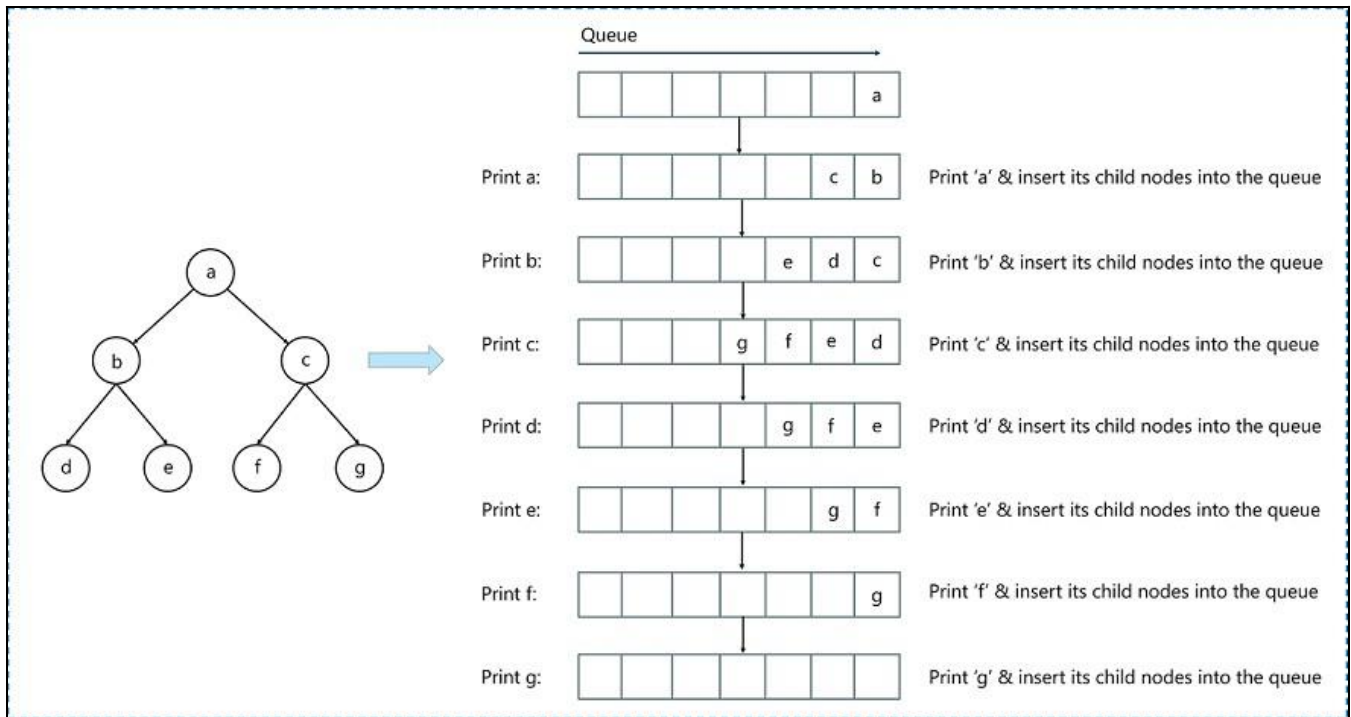 Queue
a
Print a: c b Print ‘a’ & insert its child nodes into the queue
Print b: e d c Print ‘b’ & insert its child nodes into the queue
Print c: g f e d Print ‘c’ & insert its child nodes into the queue
Print d: g f e Print ‘d’ & insert its child nodes into the queue
Print e: g f Print ‘e’ & insert its child nodes into the queue
Print f: g Print ‘f’ & insert its child nodes into the queue
Print g: Print ‘g’ & insert its child nodes into the queue
a
b c
d e f g